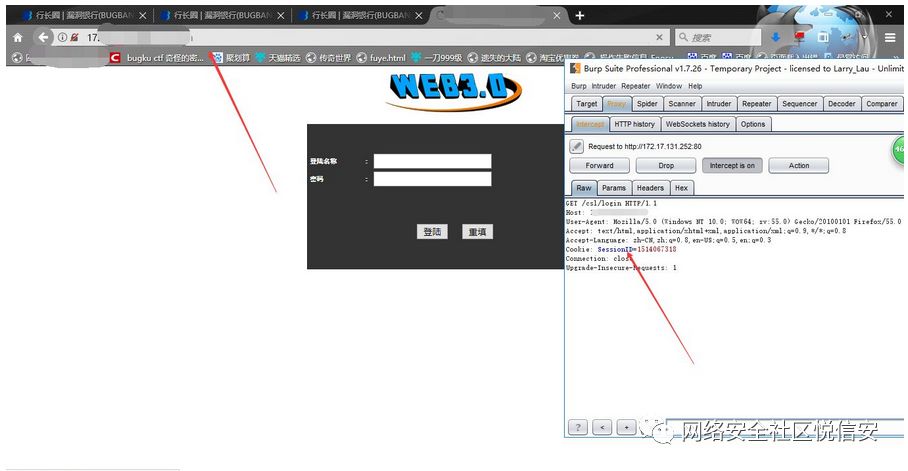 行长圆 | 漏洞银行(BUGBAN
行长圆 | 漏洞银行(BUGBAN
行长圆 | 漏洞银行(BUGBAN
17.
搜索
bugku ctf 奇怪的密...
聚划算
天猫精选
传奇世界
fuye.html
一刀999级
遗失的大陆
淘宝优惠券
WEB3.0
登陆名称 :
密码 :
登陆 重填
Burp Suite Professional v1.7.26 - Temporary Project - licensed to Larry_Lau - Unlimit
Burp Intruder Repeater Window Help
Target Proxy Spider Scanner Intruder Repeater Sequencer Decoder Comparer
Intercept HTTP history WebSockets history Options
Request to http://172.17.131.252:80
46
Forward Drop Intercept is on Action
Raw Params Headers Hex
GET /csl/login HTTP/1.1
Host:
User-Agent: Mozilla/5.0 (Windows NT 10.0; WOW64; rv:55.0) Gecko/20100101 Firefox/55.0
Accept: text/html,application/xhtml+xml,application/xml;q=0.9,*/*;q=0.8
Accept-Language: zh-CN,zh;q=0.8,en-US;q=0.5,en;q=0.3
Cookie: SessionID=1514067318
Connection: close
Upgrade-Insecure-Requests: 1
? < +
网络安全社区悦信安